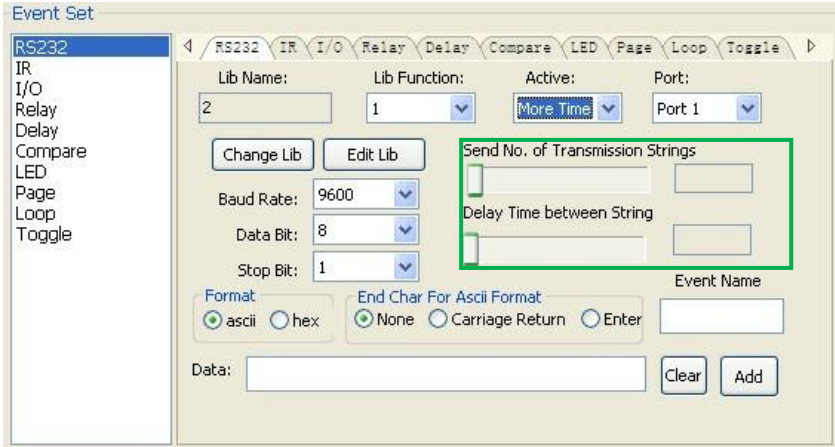 Event Set
RS232
IR
I/O
Relay
Delay
Compare
LED
Page
Loop
Toggle
RS232 IR I/O Relay Delay Compare LED Page Loop Toggle
Lib Name: Lib Function: Active: Port:
2 1 More Time Port 1
Change Lib Edit Lib
Send No. of Transmission Strings
Baud Rate: 9600
Delay Time between String
Data Bit: 8
Stop Bit: 1
Event Name
Format End Char For Ascii Format
ascii hex None Carriage Return Enter
Data: Clear Add